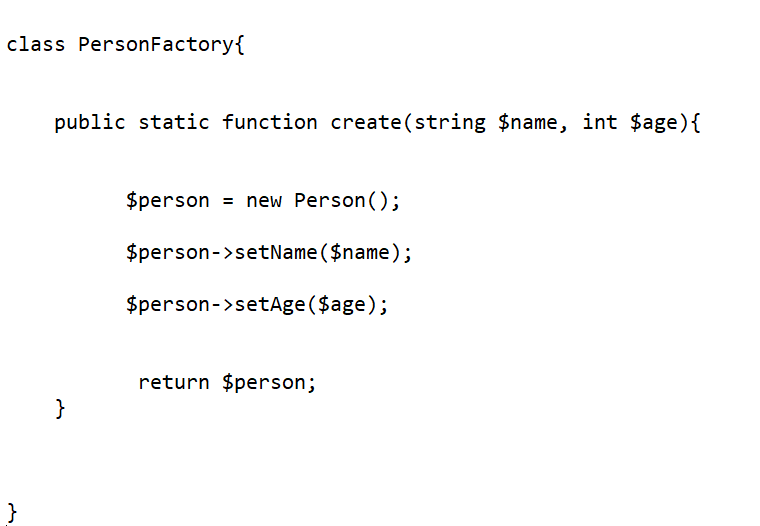 class PersonFactory{
public static function create(string $name, int $age){
$person = new Person();
$person->setName($name);
$person->setAge($age);
return $person;
}
}